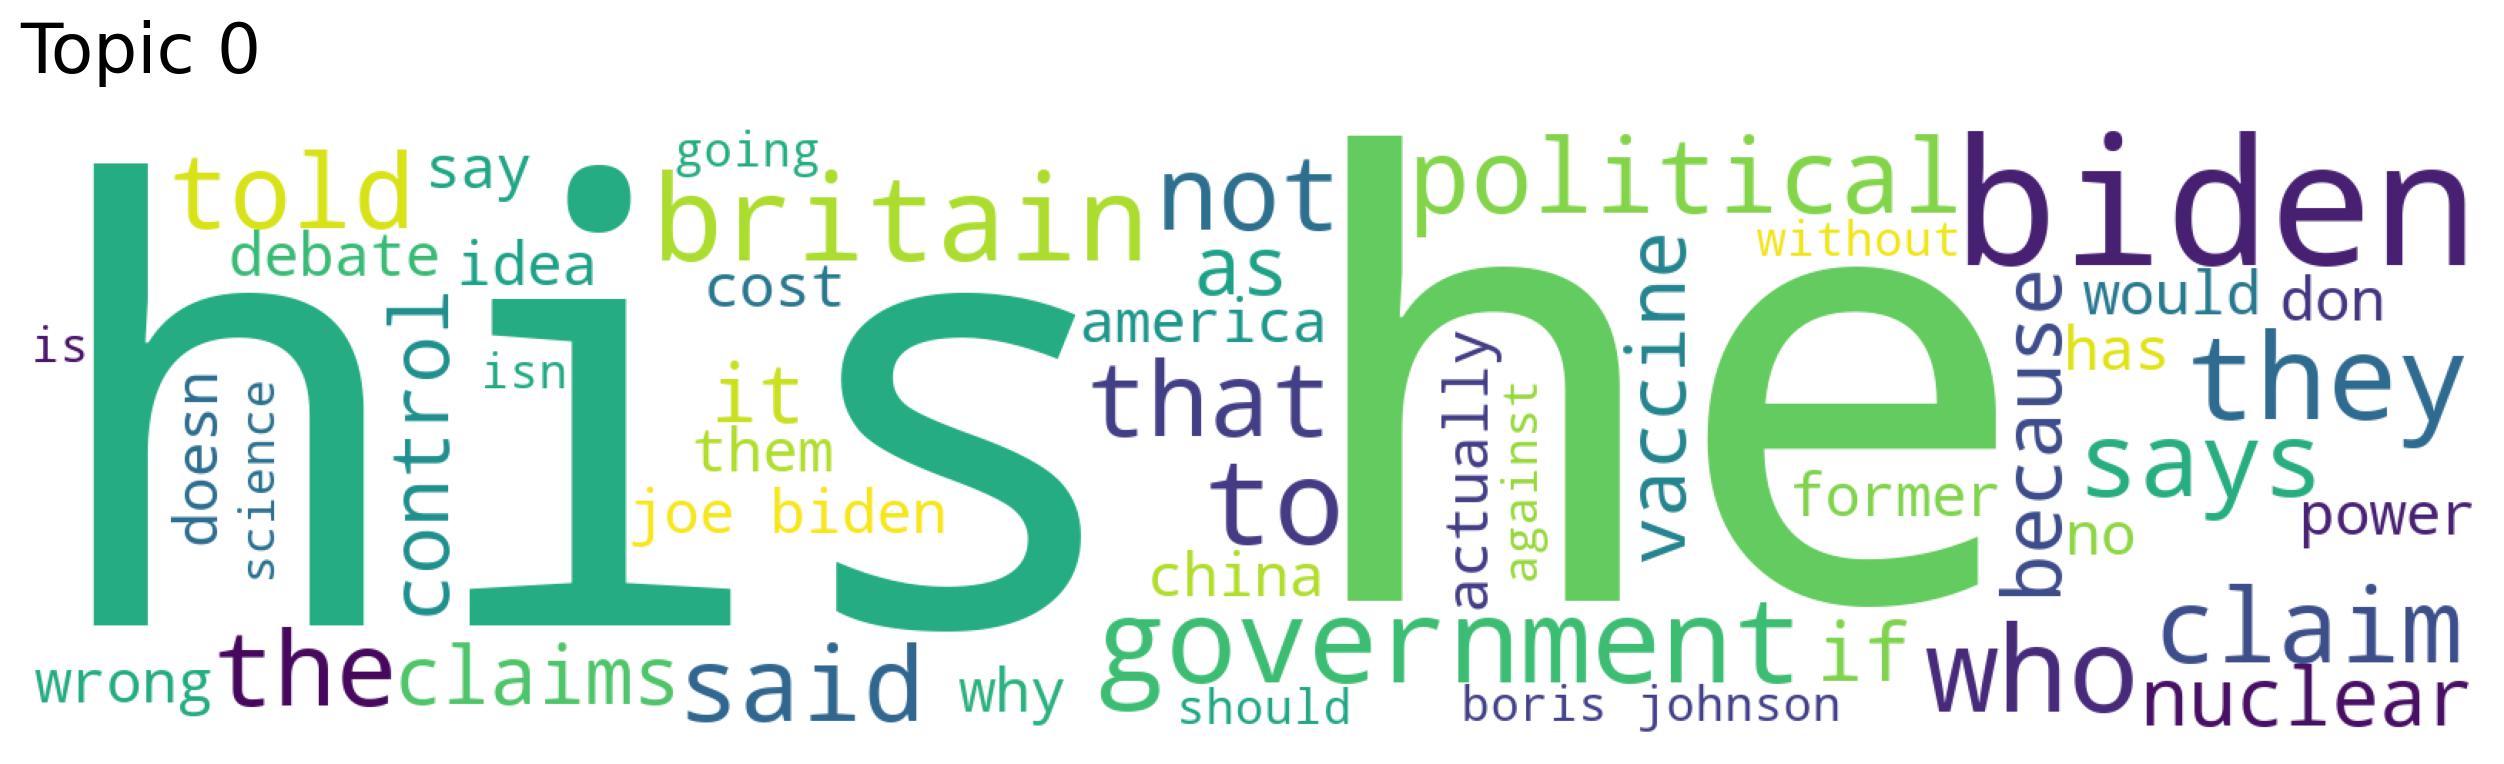 Topic 0
his
he
biden
told
say
going
britain
not
political
without
debate
idea
cost
as
america
vaccine
because
would
don
has
they
is
control
isn
doesn
science
it
them
joe biden
that
to
actually
against
china
former
says
no
power
wrong
the
claims
said
why
government
should
if
boris johnson
who
claim
nuclear